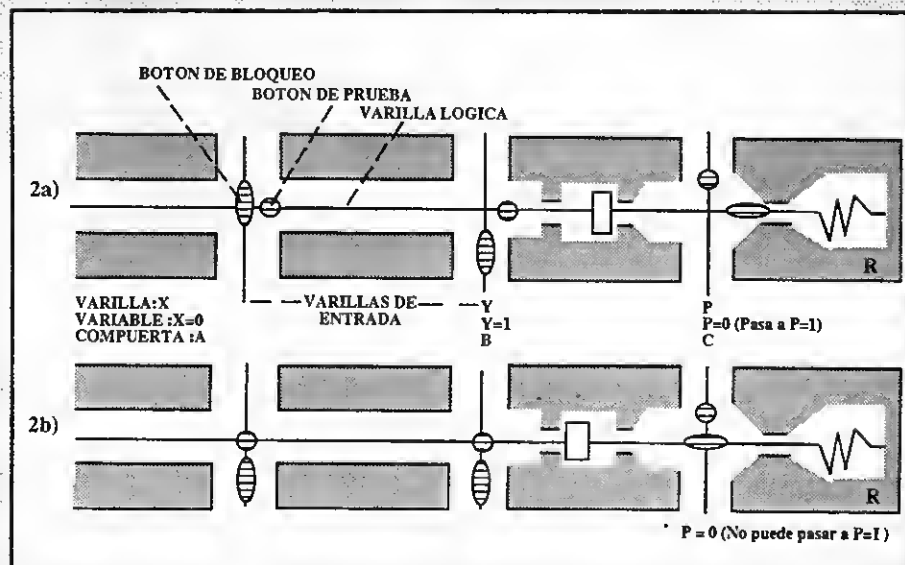 BOTON DE BLOQUEO
BOTON DE PRUEBA
VARILLA LOGICA
2a)
R
VARILLA:X
VARIABLE :X=0
COMPUERTA :A
VARILLAS DE
ENTRADA
Y
Y=1
B
P
P=0 (Pasa a P=1)
C
2b)
R
P = 0 (No puede pasar a P=I)